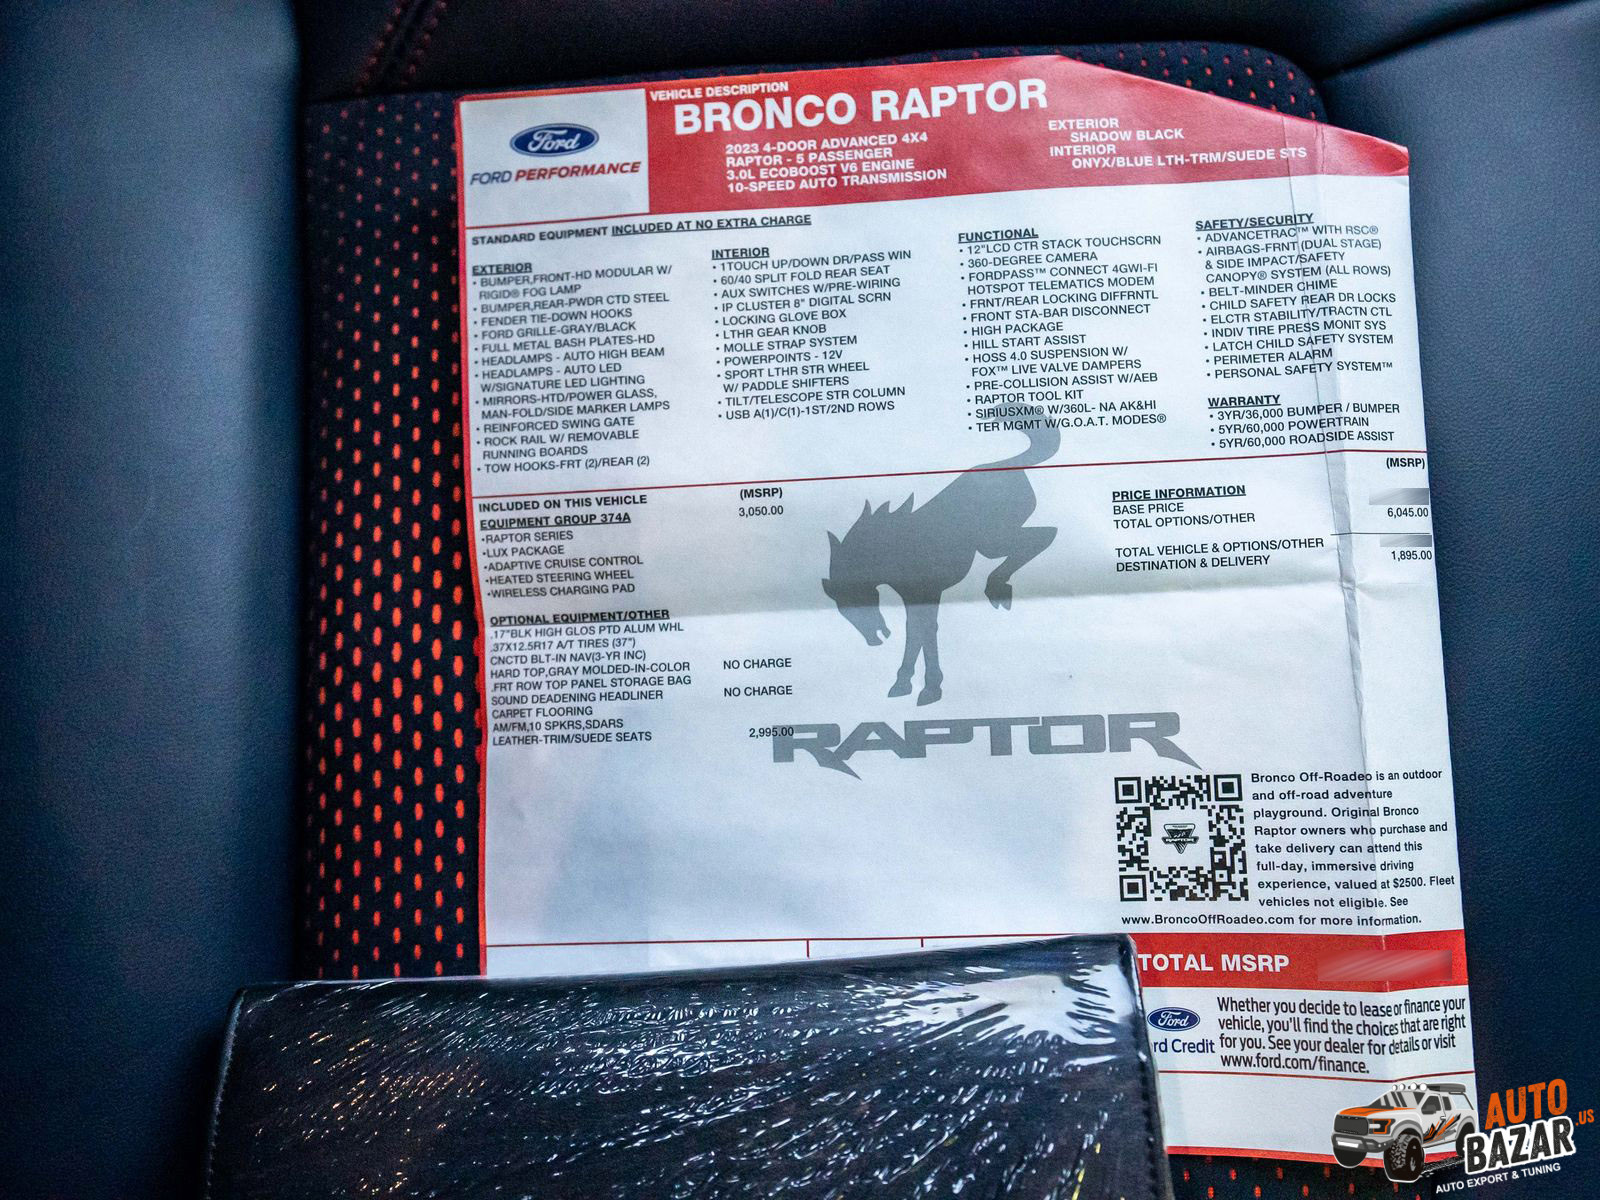 Ford
FORD PERFORMANCE
VEHICLE DESCRIPTION
BRONCO RAPTOR
2023 4-DOOR ADVANCED 4X4
RAPTOR - 5 PASSENGER
3.0L ECOBOOST V6 ENGINE
10-SPEED AUTO TRANSMISSION
EXTERIOR
SHADOW BLACK
INTERIOR
ONYX/BLUE LTH-TRM/SUEDE STS
STANDARD EQUIPMENT INCLUDED AT NO EXTRA CHARGE
EXTERIOR
• BUMPER,FRONT-HD MODULAR W/
RIGID® FOG LAMP
• BUMPER,REAR-PWDR CTD STEEL
• FENDER TIE-DOWN HOOKS
• FORD GRILLE-GRAY/BLACK
• FULL METAL BASH PLATES-HD
• HEADLAMPS - AUTO HIGH BEAM
• HEADLAMPS - AUTO LED
W/SIGNATURE LED LIGHTING
• MIRRORS-HTD/POWER GLASS,
MAN-FOLD/SIDE MARKER LAMPS
• REINFORCED SWING GATE
• ROCK RAIL W/ REMOVABLE
RUNNING BOARDS
• TOW HOOKS-FRT (2)/REAR (2)
INTERIOR
• 1TOUCH UP/DOWN DR/PASS WIN
• 60/40 SPLIT FOLD REAR SEAT
• AUX SWITCHES W/PRE-WIRING
• IP CLUSTER 8" DIGITAL SCRN
• LOCKING GLOVE BOX
• LTHR GEAR KNOB
• MOLLE STRAP SYSTEM
• POWERPOINTS - 12V
• SPORT LTHR STR WHEEL
W/ PADDLE SHIFTERS
• TILT/TELESCOPE STR COLUMN
• USB A(1)/C(1)-1ST/2ND ROWS
FUNCTIONAL
• 12"LCD CTR STACK TOUCHSCRN
• 360-DEGREE CAMERA
• FORDPASS™ CONNECT 4GWI-FI
HOTSPOT TELEMATICS MODEM
• FRNT/REAR LOCKING DIFFRNTL
• FRONT STA-BAR DISCONNECT
• HIGH PACKAGE
• HILL START ASSIST
• HOSS 4.0 SUSPENSION W/
FOX™ LIVE VALVE DAMPERS
• PRE-COLLISION ASSIST W/AEB
• RAPTOR TOOL KIT
• SIRIUSXM® W/360L- NA AK&HI
• TER MGMT W/G.O.A.T. MODES®
SAFETY/SECURITY
• ADVANCETRAC™ WITH RSC®
• AIRBAGS-FRNT (DUAL STAGE)
& SIDE IMPACT/SAFETY
CANOPY® SYSTEM (ALL ROWS)
• BELT-MINDER CHIME
• CHILD SAFETY REAR DR LOCKS
• ELCTR STABILITY/TRACTN CTL
• INDIV TIRE PRESS MONIT SYS
• LATCH CHILD SAFETY SYSTEM
• PERIMETER ALARM
• PERSONAL SAFETY SYSTEM™
WARRANTY
• 3YR/36,000 BUMPER / BUMPER
• 5YR/60,000 POWERTRAIN
• 5YR/60,000 ROADSIDE ASSIST
INCLUDED ON THIS VEHICLE (MSRP)
EQUIPMENT GROUP 374A 3,050.00
•RAPTOR SERIES
•LUX PACKAGE
•ADAPTIVE CRUISE CONTROL
•HEATED STEERING WHEEL
•WIRELESS CHARGING PAD
OPTIONAL EQUIPMENT/OTHER
.17"BLK HIGH GLOS PTD ALUM WHL
.37X12.5R17 A/T TIRES (37")
CNCTD BLT-IN NAV(3-YR INC)
HARD TOP,GRAY MOLDED-IN-COLOR NO CHARGE
.FRT ROW TOP PANEL STORAGE BAG
SOUND DEADENING HEADLINER NO CHARGE
CARPET FLOORING
AM/FM,10 SPKRS,SDARS
LEATHER-TRIM/SUEDE SEATS 2,995.00
(MSRP)
PRICE INFORMATION
BASE PRICE
TOTAL OPTIONS/OTHER 6,045.00
TOTAL VEHICLE & OPTIONS/OTHER
DESTINATION & DELIVERY 1,895.00
RAPTOR
Bronco Off-Roadeo is an outdoor
and off-road adventure
playground. Original Bronco
Raptor owners who purchase and
take delivery can attend this
full-day, immersive driving
experience, valued at $2500. Fleet
vehicles not eligible. See
www.BroncoOffRoadeo.com for more information.
TOTAL MSRP
Ford
rd Credit
Whether you decide to lease or finance your
vehicle, you'll find the choices that are right
for you. See your dealer for details or visit
www.ford.com/finance.
AUTO
BAZAR.US
AUTO EXPORT & TUNING